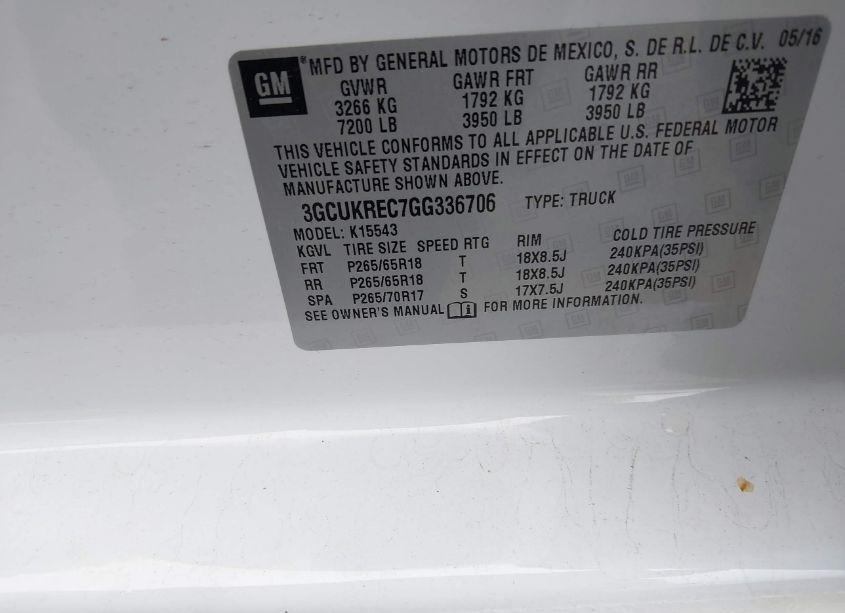 GM
®MFD BY GENERAL MOTORS DE MEXICO, S. DE R.L. DE C.V. 05/16
GVWR GAWR FRT GAWR RR
3266 KG 1792 KG 1792 KG
7200 LB 3950 LB 3950 LB
THIS VEHICLE CONFORMS TO ALL APPLICABLE U.S. FEDERAL MOTOR
VEHICLE SAFETY STANDARDS IN EFFECT ON THE DATE OF
MANUFACTURE SHOWN ABOVE.
3GCUKREC7GG336706 TYPE: TRUCK
MODEL: K15543
KGVL TIRE SIZE SPEED RTG RIM COLD TIRE PRESSURE
FRT P265/65R18 T 18X8.5J 240KPA(35PSI)
RR P265/65R18 T 18X8.5J 240KPA(35PSI)
SPA P265/70R17 S 17X7.5J 240KPA(35PSI)
SEE OWNER'S MANUAL FOR MORE INFORMATION.